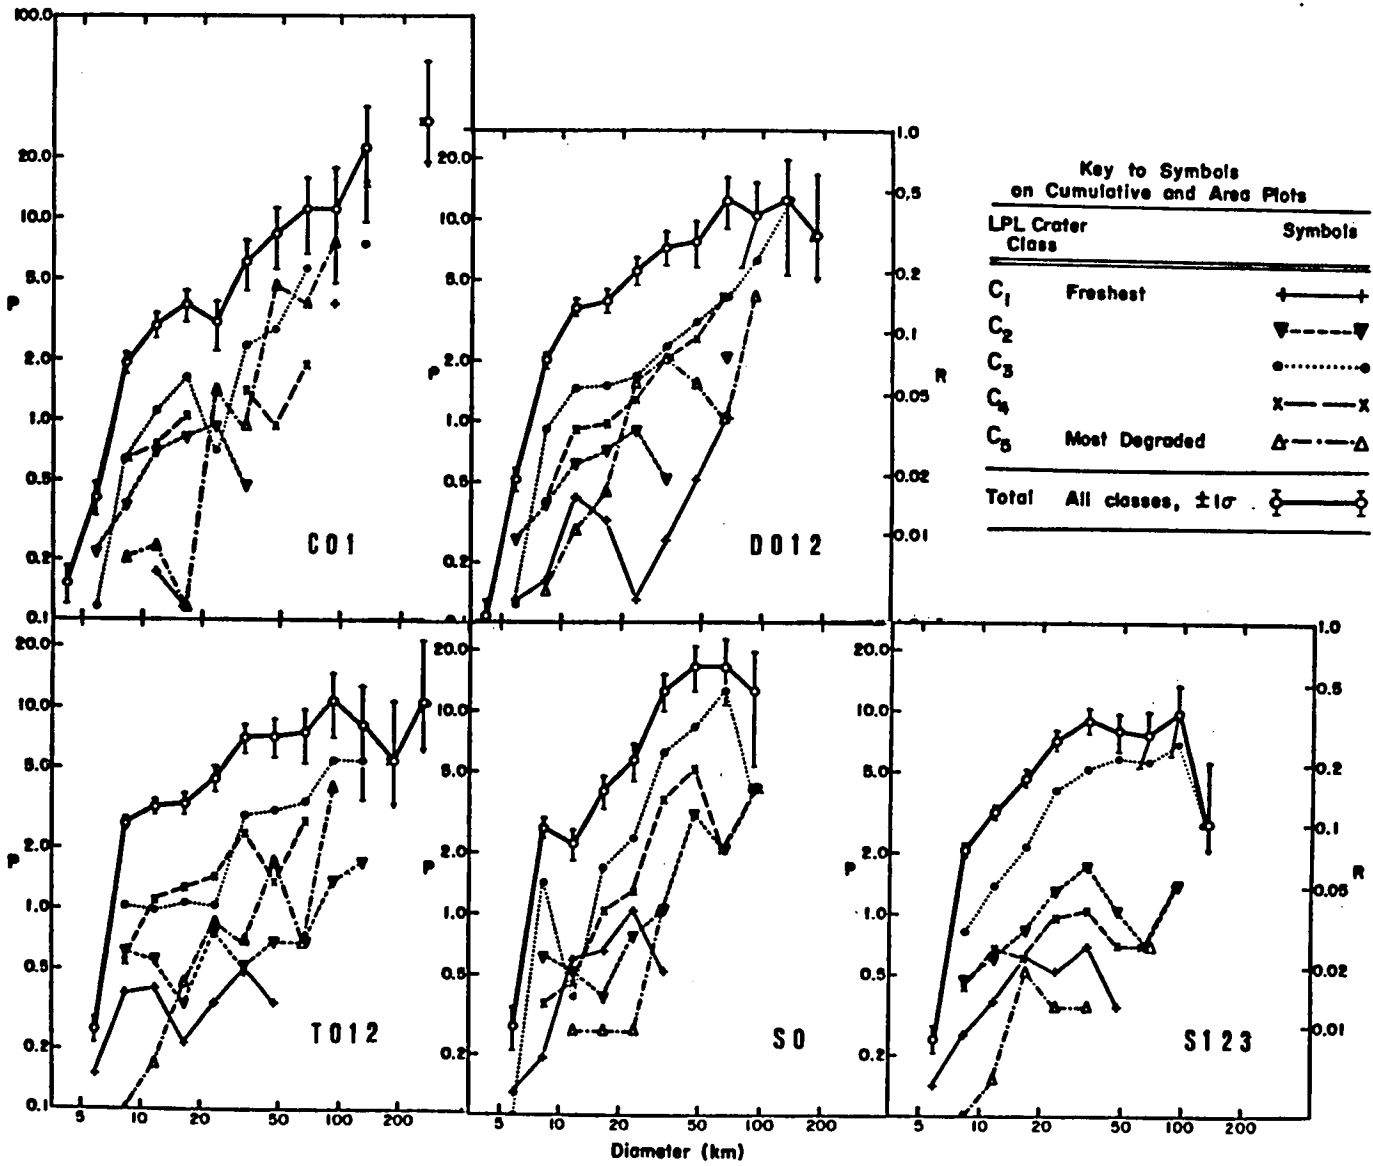 100.0
20.0
10.0
5.0
P
2.0
1.0
0.5
0.2
0.1
C01
20.0
10.0
5.0
P
2.0
1.0
0.5
0.2
D012
1.0
0.5
0.2
0.1
R
0.05
0.02
0.01
Key to Symbols
on Cumulative and Area Plots
LPL Crater Class
Symbols
C1 Freshest
C2
C3
C4
C5 Most Degraded
Total All classes, ±1σ
20.0
10.0
5.0
P
2.0
1.0
0.5
0.2
0.1
T012
5 10 20 50 100 200
20.0
10.0
5.0
P
2.0
1.0
0.5
0.2
S0
5 10 20 50 100 200
Diameter (km)
20.0
10.0
5.0
P
2.0
1.0
0.5
0.2
S123
5 10 20 50 100 200
1.0
0.5
0.2
0.1
R
0.05
0.02
0.01